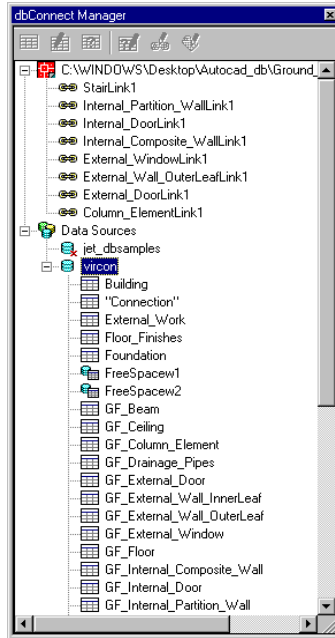 dbConnect Manager
C:\WINDOWS\Desktop\Autocad_db\Ground_
StairLink1
Internal_Partition_WallLink1
Internal_DoorLink1
Internal_Composite_WallLink1
External_WindowLink1
External_Wall_OuterLeafLink1
External_DoorLink1
Column_ElementLink1
Data Sources
jet_dbsamples
vircon
Building
"Connection"
External_Work
Floor_Finishes
Foundation
FreeSpacew1
FreeSpacew2
GF_Beam
GF_Ceiling
GF_Column_Element
GF_Drainage_Pipes
GF_External_Door
GF_External_Wall_InnerLeaf
GF_External_Wall_OuterLeaf
GF_External_Window
GF_Floor
GF_Internal_Composite_Wall
GF_Internal_Door
GF_Internal_Partition_Wall